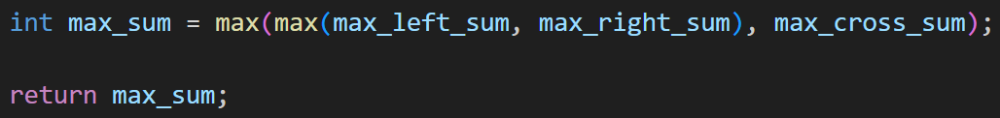 int max_sum = max(max(max_left_sum, max_right_sum), max_cross_sum);
return max_sum;